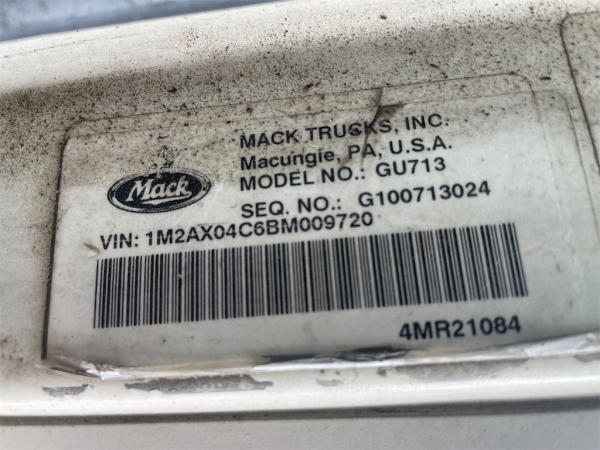 MACK TRUCKS, INC.
Macungie, PA, U.S.A.
MODEL NO.: GU713
SEQ. NO.: G100713024
Mack
VIN: 1M2AX04C6BM009720
4MR21084